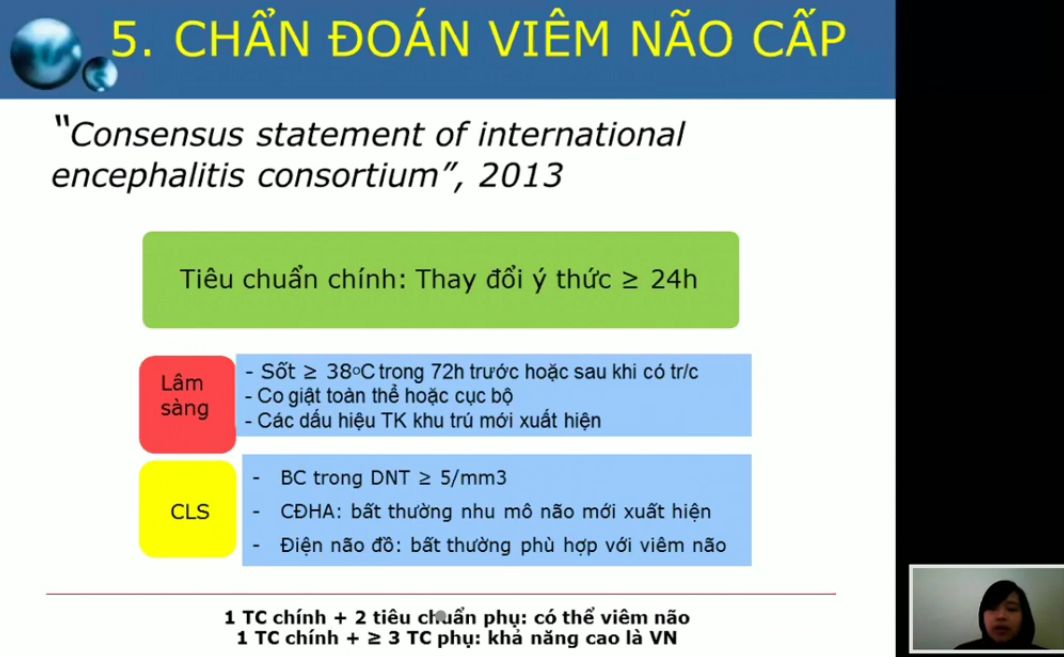 5. CHẨN ĐOÁN VIÊM NÃO CẤP
"Consensus statement of international
encephalitis consortium", 2013
Tiêu chuẩn chính: Thay đổi ý thức ≥ 24h
Lâm
sàng
- Sốt ≥ 38ºC trong 72h trước hoặc sau khi có tr/c
- Co giật toàn thể hoặc cục bộ
- Các dấu hiệu TK khu trú mới xuất hiện
CLS
- BC trong DNT ≥ 5/mm3
- CĐHA: bất thường nhu mô não mới xuất hiện
- Điện não đồ: bất thường phù hợp với viêm não
1 TC chính + 2 tiêu chuẩn phụ: có thể viêm não
1 TC chính + ≥ 3 TC phụ: khả năng cao là VN